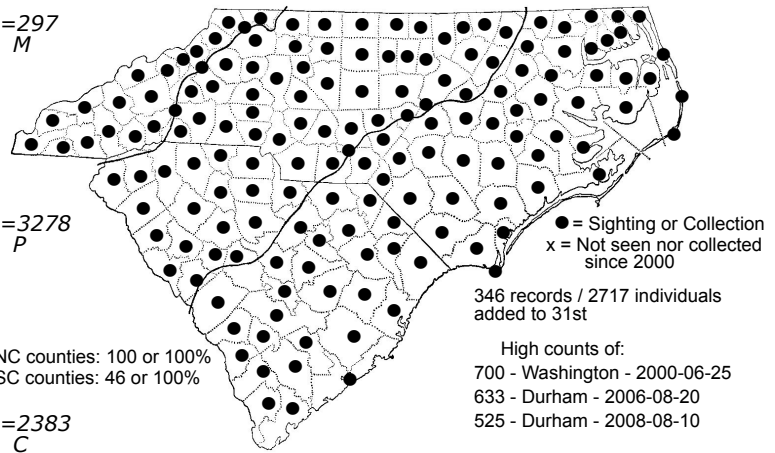 =297
M
=3278
P
= Sighting or Collection
x = Not seen nor collected
since 2000
346 records / 2717 individuals
added to 31st
NC counties: 100 or 100%
SC counties: 46 or 100%
High counts of:
700 - Washington - 2000-06-25
633 - Durham - 2006-08-20
525 - Durham - 2008-08-10
=2383
C